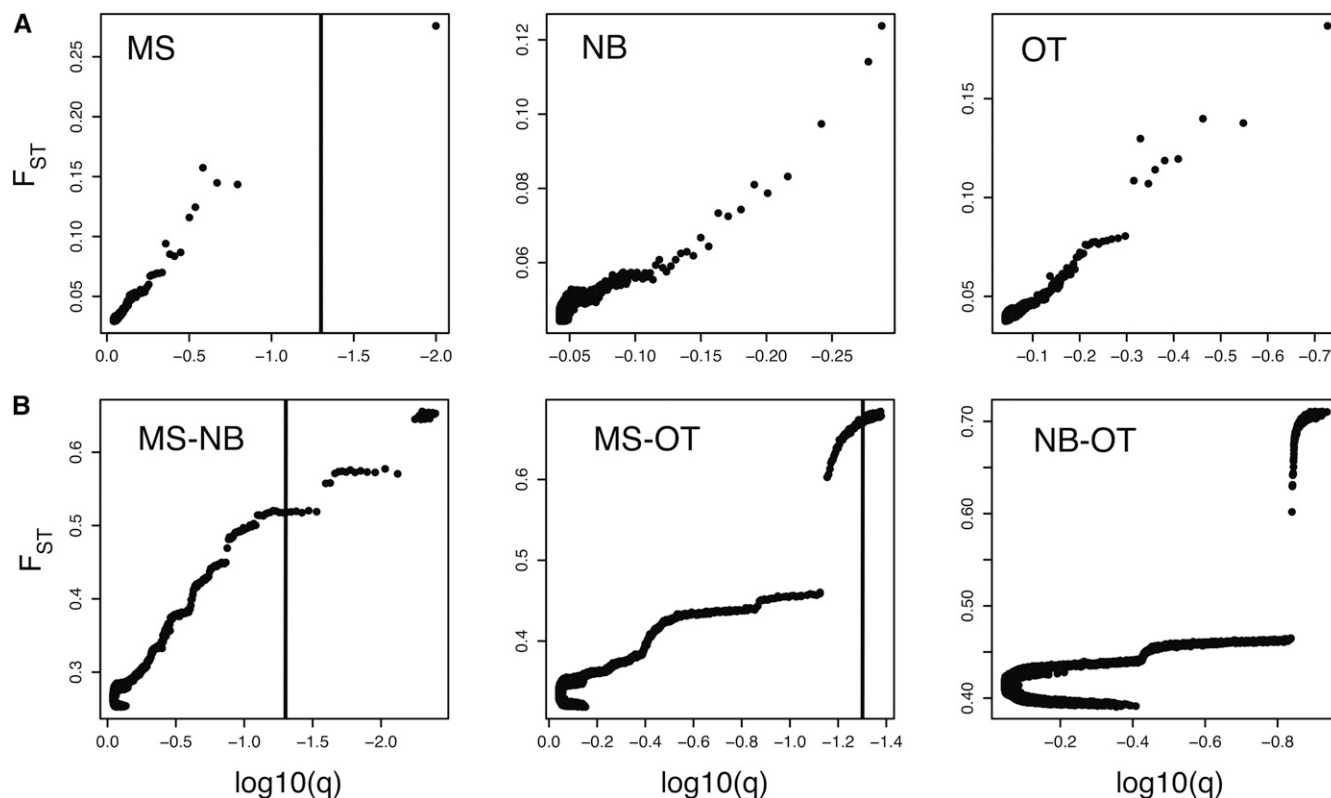 A
MS
NB
OT
F_ST
0.05 0.10 0.15 0.20 0.25
0.0 −0.5 −1.0 −1.5 −2.0
0.06 0.08 0.10 0.12
−0.05 −0.10 −0.15 −0.20 −0.25
0.05 0.10 0.15
−0.1 −0.2 −0.3 −0.4 −0.5 −0.6 −0.7
B
MS-NB
MS-OT
NB-OT
F_ST
0.3 0.4 0.5 0.6
0.0 −0.5 −1.0 −1.5 −2.0
0.4 0.5 0.6
0.0 −0.2 −0.4 −0.6 −0.8 −1.0 −1.2 −1.4
0.40 0.50 0.60 0.70
−0.2 −0.4 −0.6 −0.8
log10(q)
log10(q)
log10(q)